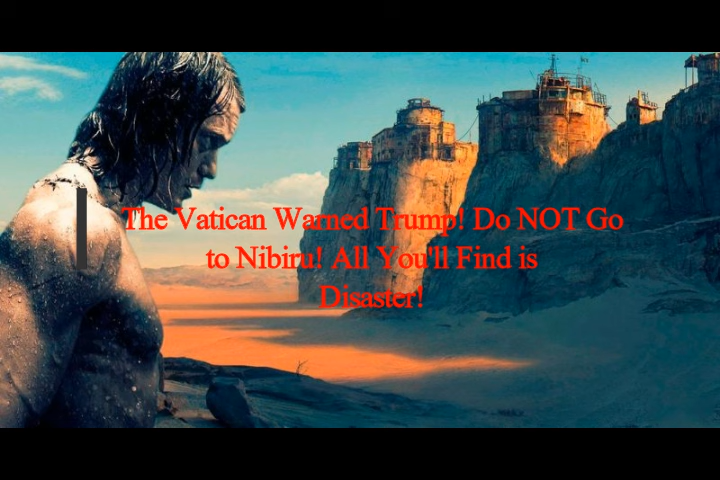 The Vatican Warned Trump! Do NOT Go
to Nibiru! All You'll Find is
Disaster!